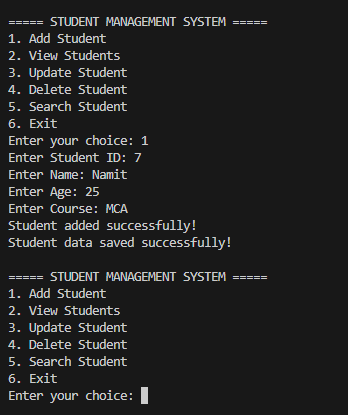 ===== STUDENT MANAGEMENT SYSTEM =====
1. Add Student
2. View Students
3. Update Student
4. Delete Student
5. Search Student
6. Exit
Enter your choice: 1
Enter Student ID: 7
Enter Name: Namit
Enter Age: 25
Enter Course: MCA
Student added successfully!
Student data saved successfully!

===== STUDENT MANAGEMENT SYSTEM =====
1. Add Student
2. View Students
3. Update Student
4. Delete Student
5. Search Student
6. Exit
Enter your choice: